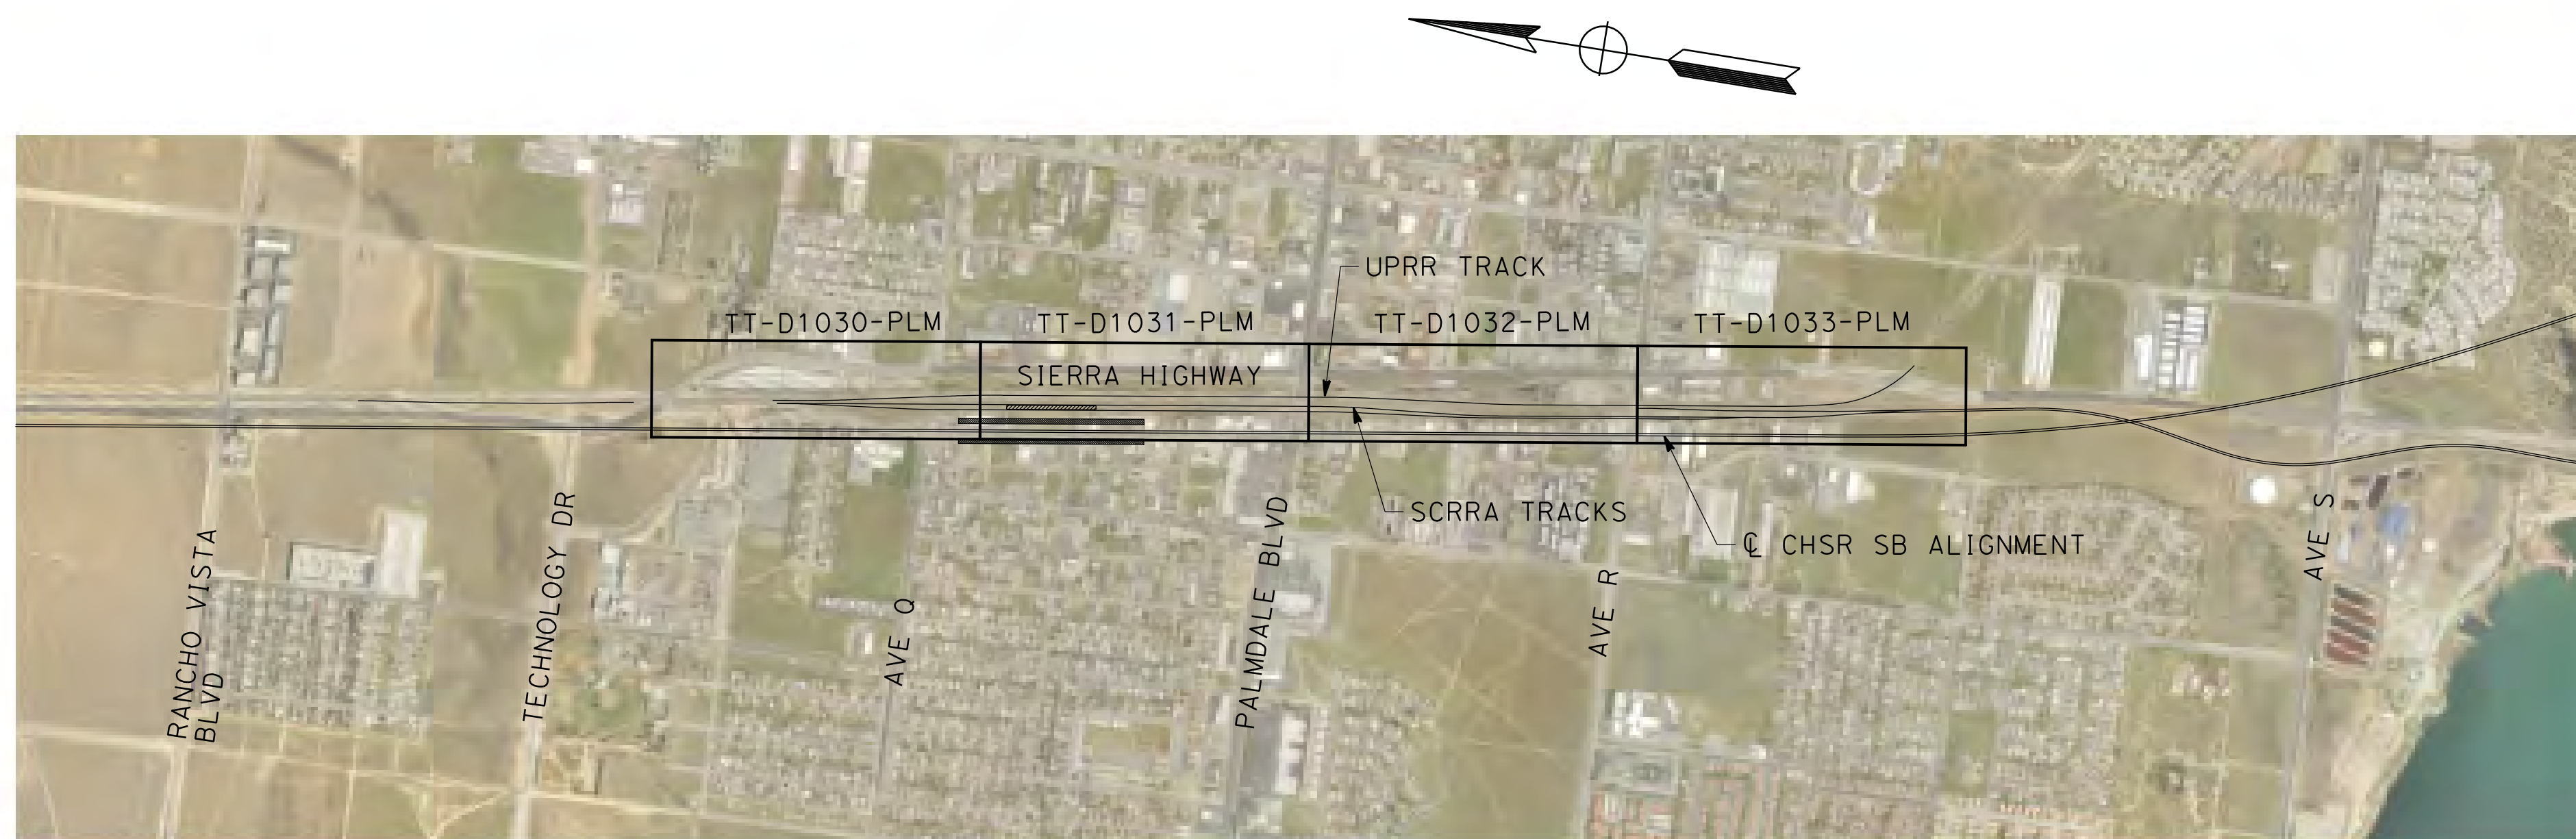 UPRR TRACK
TT-D1030-PLM
TT-D1031-PLM
TT-D1032-PLM
TT-D1033-PLM
SIERRA HIGHWAY
SCRRA TRACKS
℄ CHSR SB ALIGNMENT
RANCHO VISTA
BLVD
TECHNOLOGY DR
AVE Q
PALMDALE BLVD
AVE R
AVE S